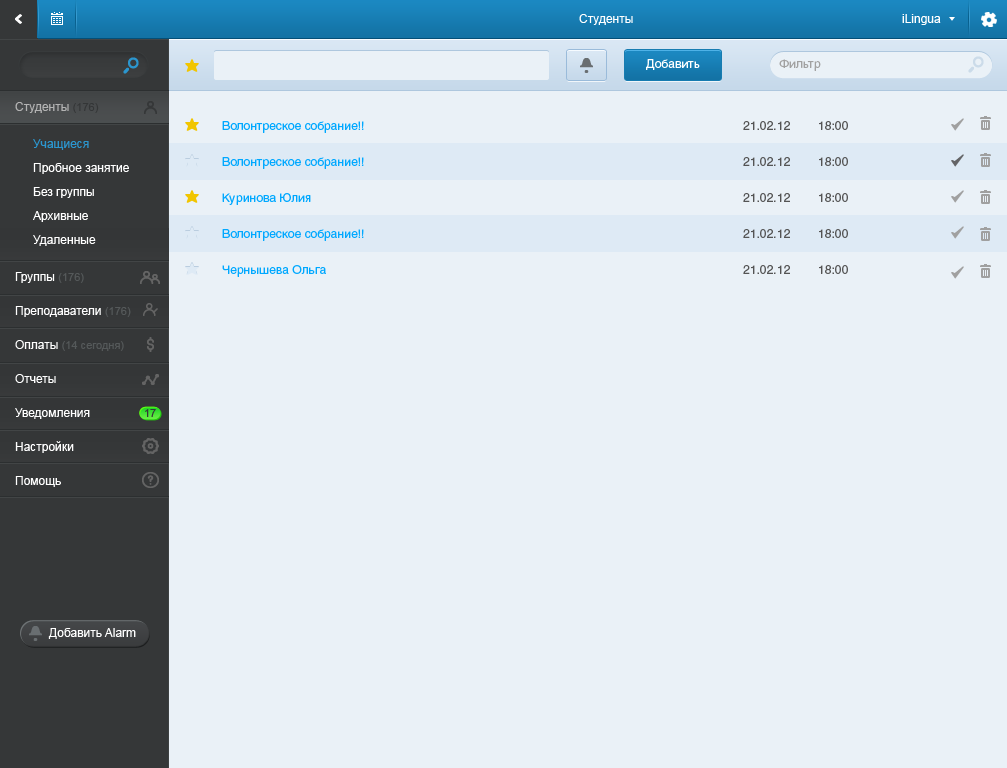 Студенты
iLingua
Добавить
Фильтр
Студенты (176)
Учащиеся
Пробное занятие
Без группы
Архивные
Удаленные
Группы (176)
Преподаватели (176)
Оплаты (14 сегодня)
Отчеты
Уведомления 17
Настройки
Помощь
Добавить Alarm
Волонтреское собрание!! 21.02.12 18:00
Волонтреское собрание!! 21.02.12 18:00
Куринова Юлия 21.02.12 18:00
Волонтреское собрание!! 21.02.12 18:00
Чернышева Ольга 21.02.12 18:00